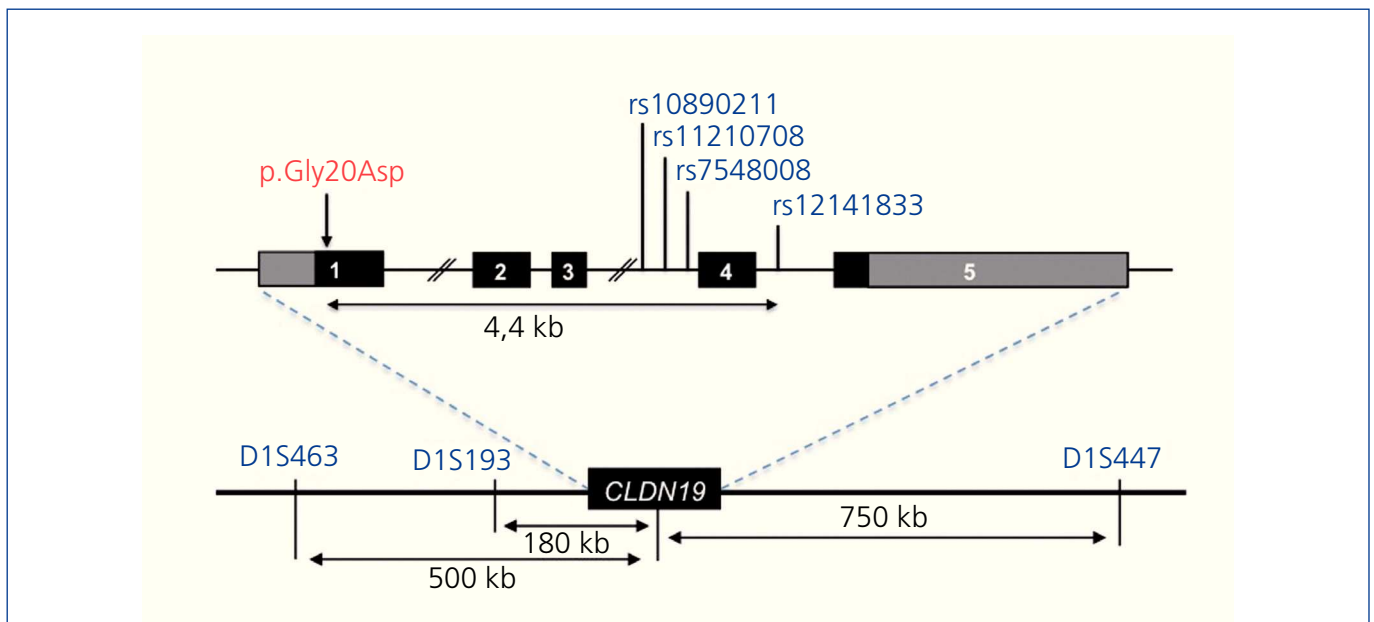 rs10890211
rs11210708
p.Gly20Asp
rs7548008
rs12141833
1
2
3
4
5
4,4 kb
D1S463
D1S193
D1S447
CLDN19
750 kb
180 kb
500 kb